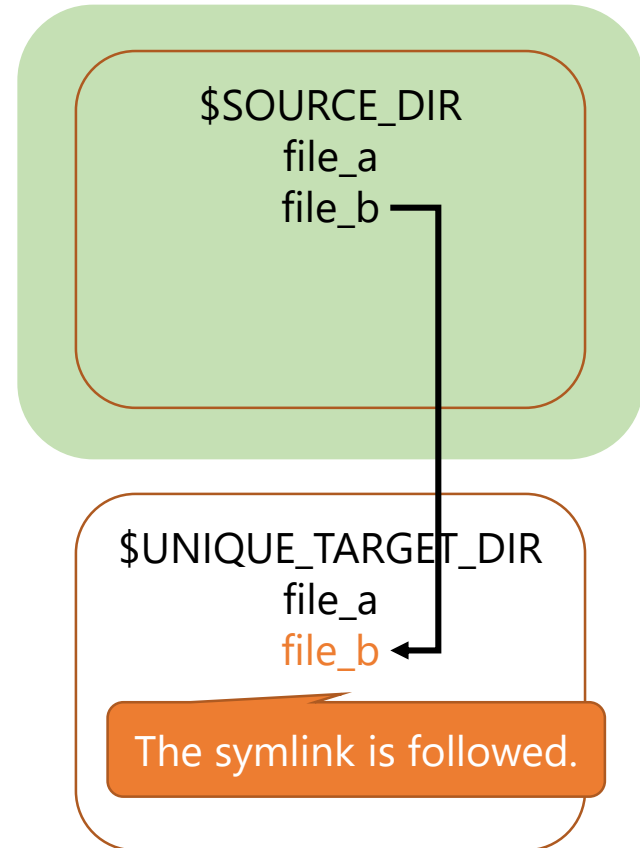 $SOURCE_DIR
file_a
file_b
$UNIQUE_TARGET_DIR
file_a
file_b
The symlink is followed.